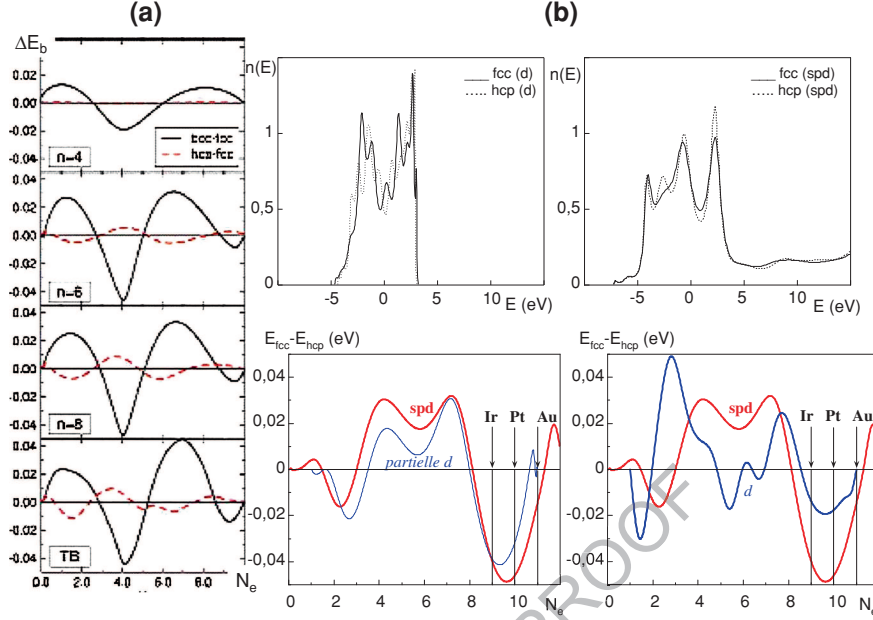 (a)
ΔE_b
0.02
0.00
-0.02
-0.04
n=4
bcc-fcc
hcp-fcc
0.02
0.00
-0.02
-0.04
n=6
0.02
0.00
-0.02
-0.04
n=8
0.04
0.02
0.00
-0.02
-0.04
TB
0.0 2.0 4.0 6.0 8.0 N_e
(b)
n(E)
fcc (d)
hcp (d)
1
0,5
0
-5 0 5 10 15
E (eV)
n(E)
fcc (spd)
hcp (spd)
1
0,5
0
-5 0 5 10 15
E (eV)
E_fcc-E_hcp (eV)
0,04
0,02
0
-0,02
-0,04
spd
partielle d
Ir Pt Au
0 2 4 6 8 10
N_e
E_fcc-E_hcp (eV)
0,04
0,02
0
-0,02
-0,04
spd
d
Ir Pt Au
0 2 4 6 8 10
N_e
PROOF